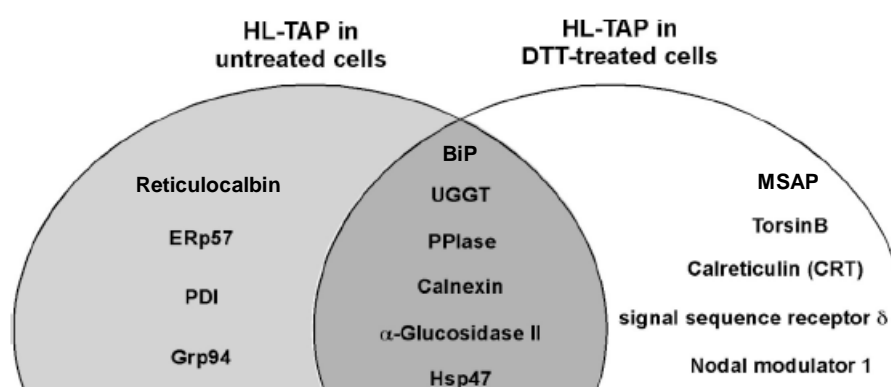 HL-TAP in
untreated cells
HL-TAP in
DTT-treated cells
Reticulocalbin
ERp57
PDI
Grp94
BiP
UGGT
PPIase
Calnexin
α-Glucosidase II
Hsp47
MSAP
TorsinB
Calreticulin (CRT)
signal sequence receptor δ
Nodal modulator 1